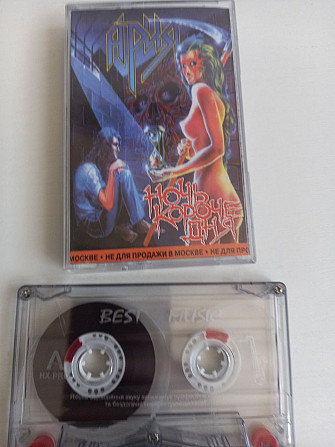 АРИЯ
НОЧЬ
КОРОЧЕ
ДНЯ
МОСКВЕ • НЕ ДЛЯ ПРОДАЖИ В МОСКВЕ • НЕ ДЛЯ ПРО
BEST MUSIC